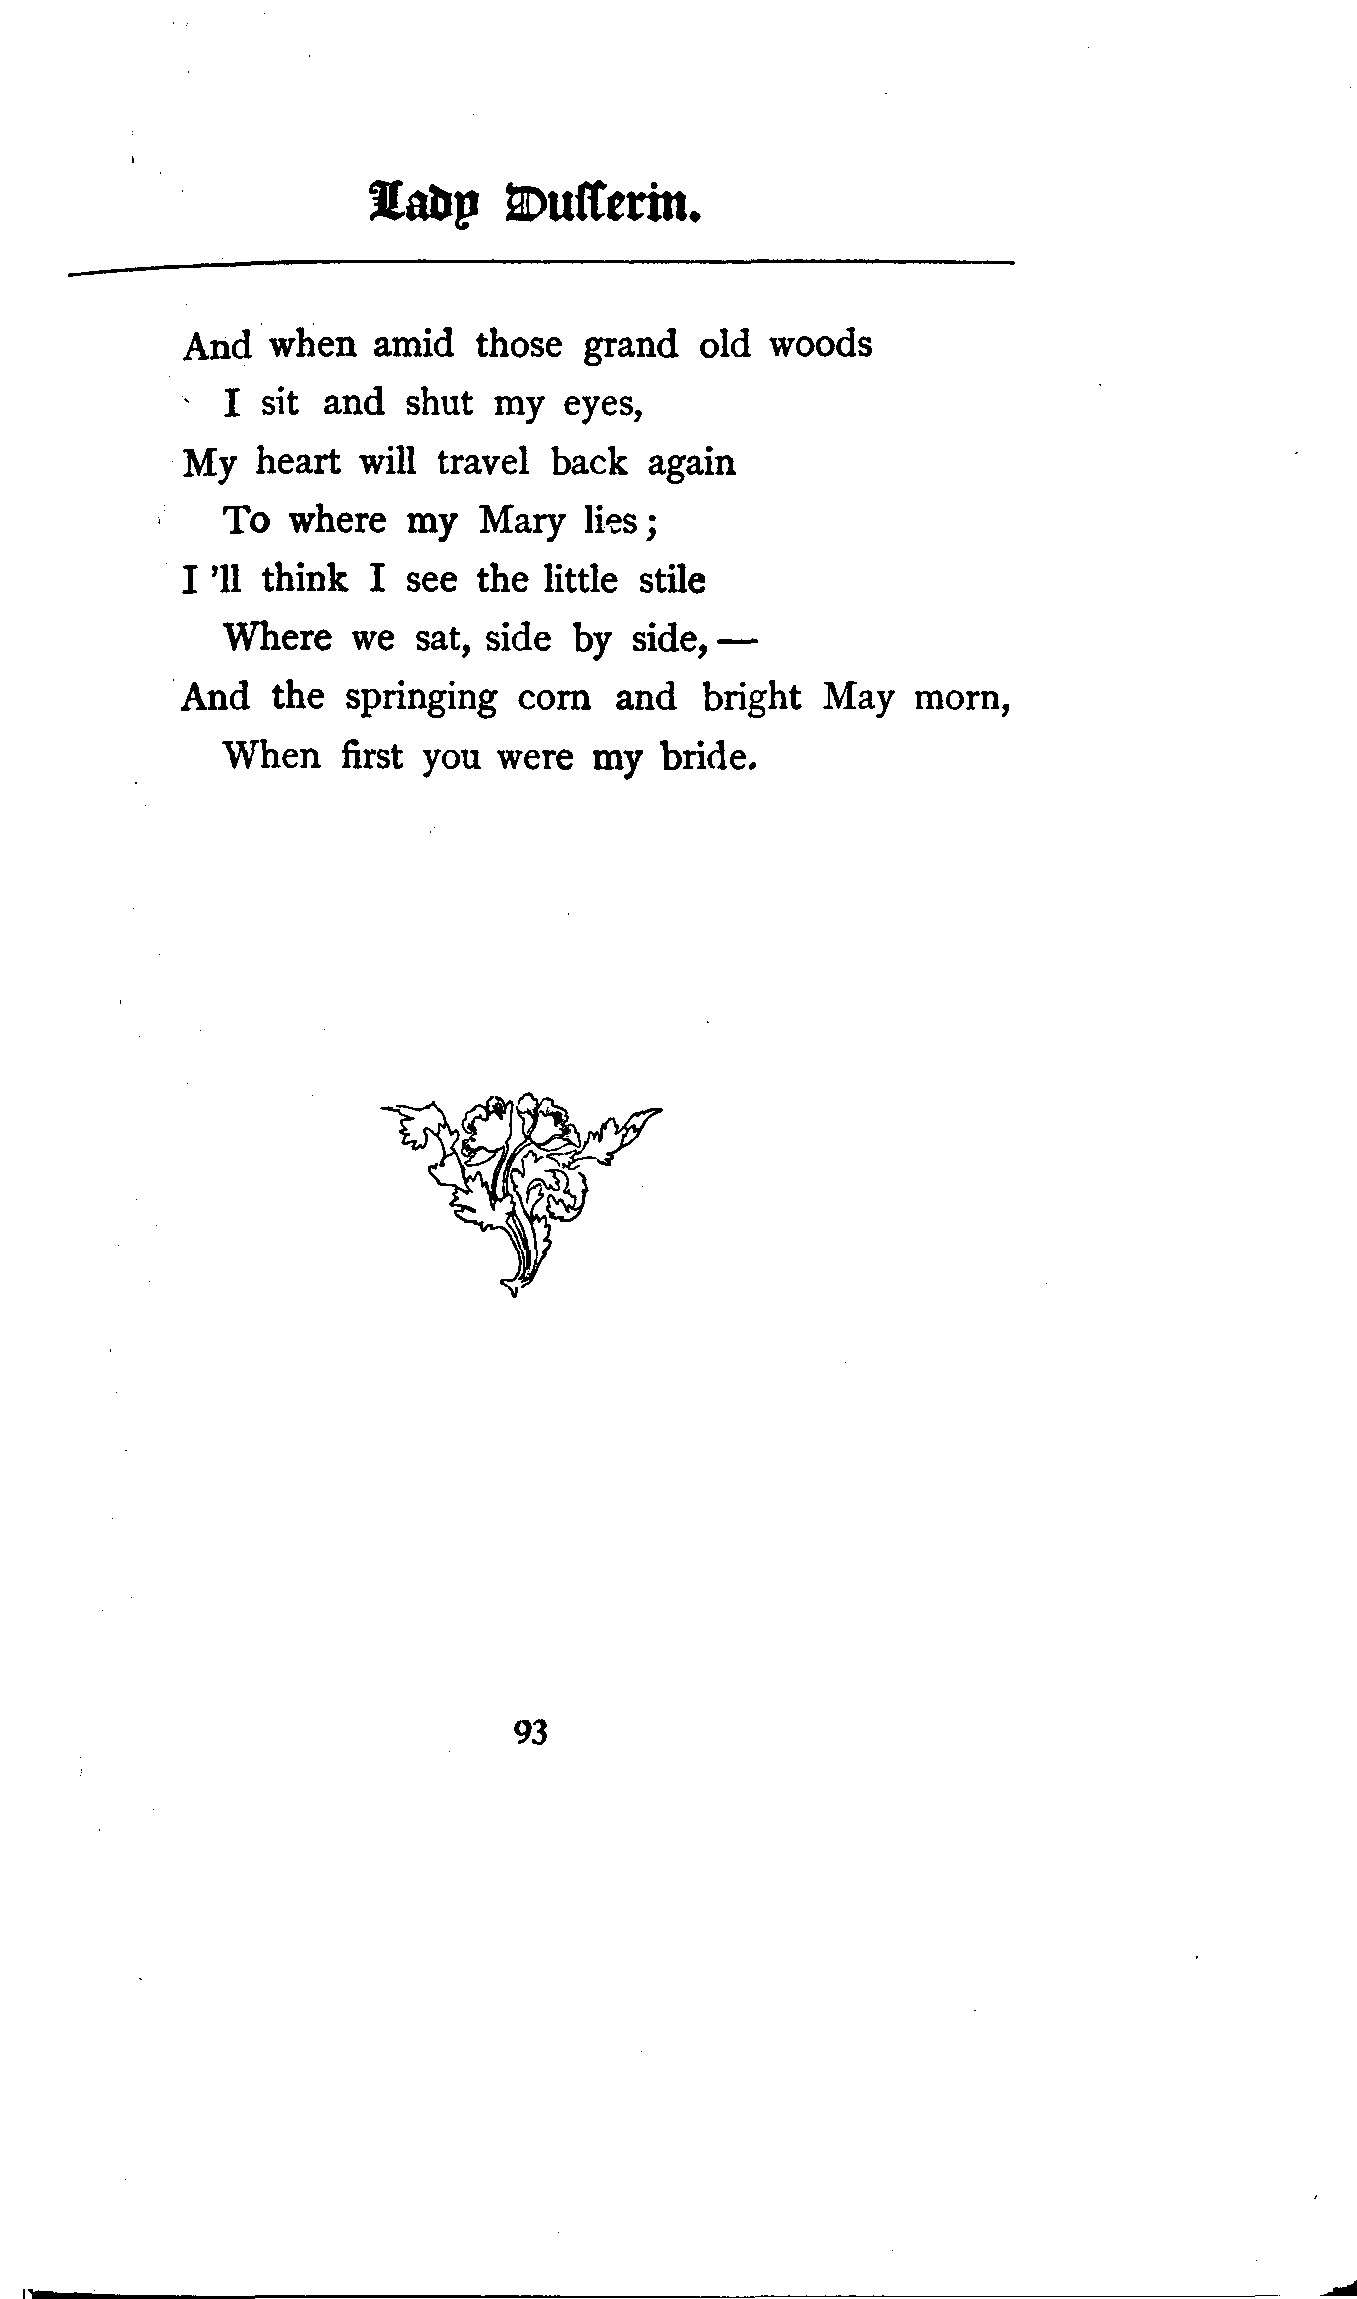 Lady Dufferin.
And when amid those grand old woods
I sit and shut my eyes,
My heart will travel back again
To where my Mary lies;
I 'll think I see the little stile
Where we sat, side by side,—
And the springing corn and bright May morn,
When first you were my bride.
93